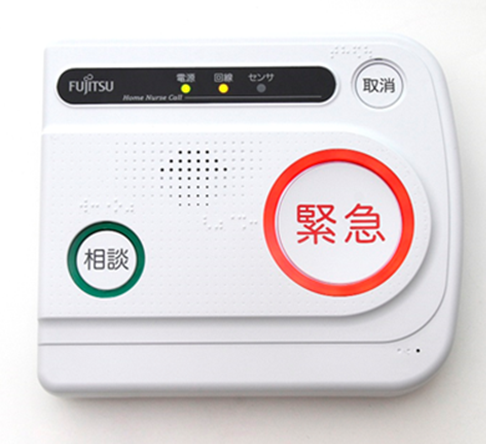 電源 回線 センサ
FUJITSU
Home Nurse Call
取消
緊急
相談